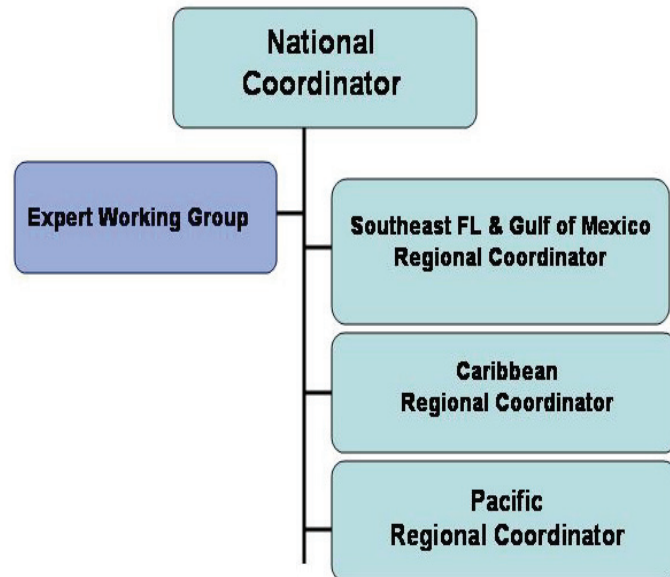 National
Coordinator
Expert Working Group
Southeast FL & Gulf of Mexico
Regional Coordinator
Caribbean
Regional Coordinator
Pacific
Regional Coordinator